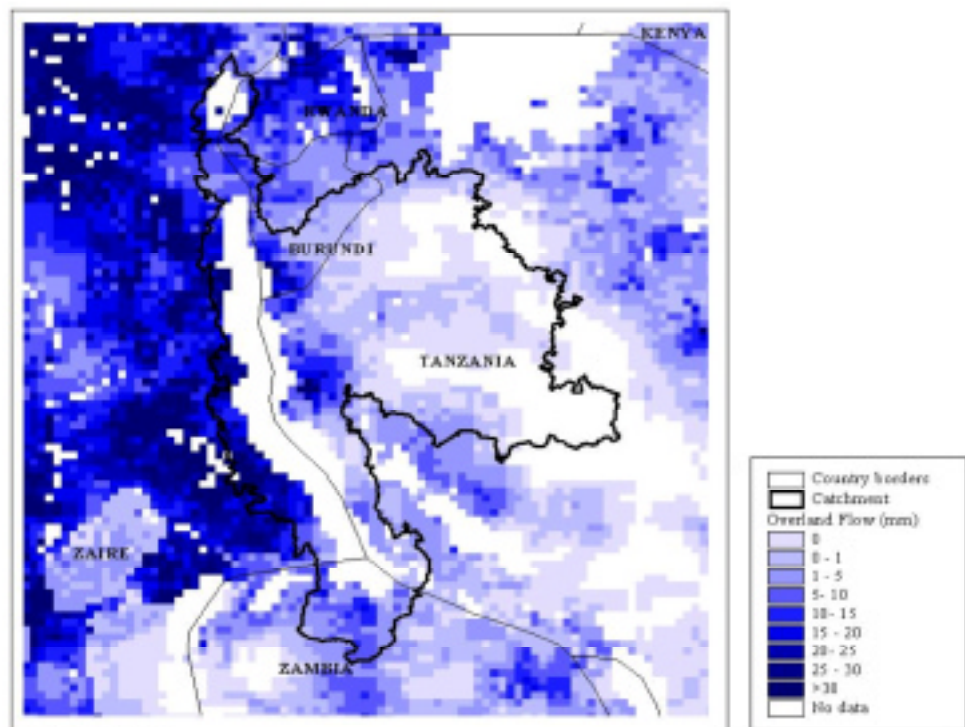 KENYA
RWANDA
BURUNDI
TANZANIA
ZAIRE
ZAMBIA
Country borders
Catchment
Overland Flow (mm)
0
0 - 1
1 - 5
5- 10
10- 15
15 - 20
20- 25
25 - 30
>30
No data